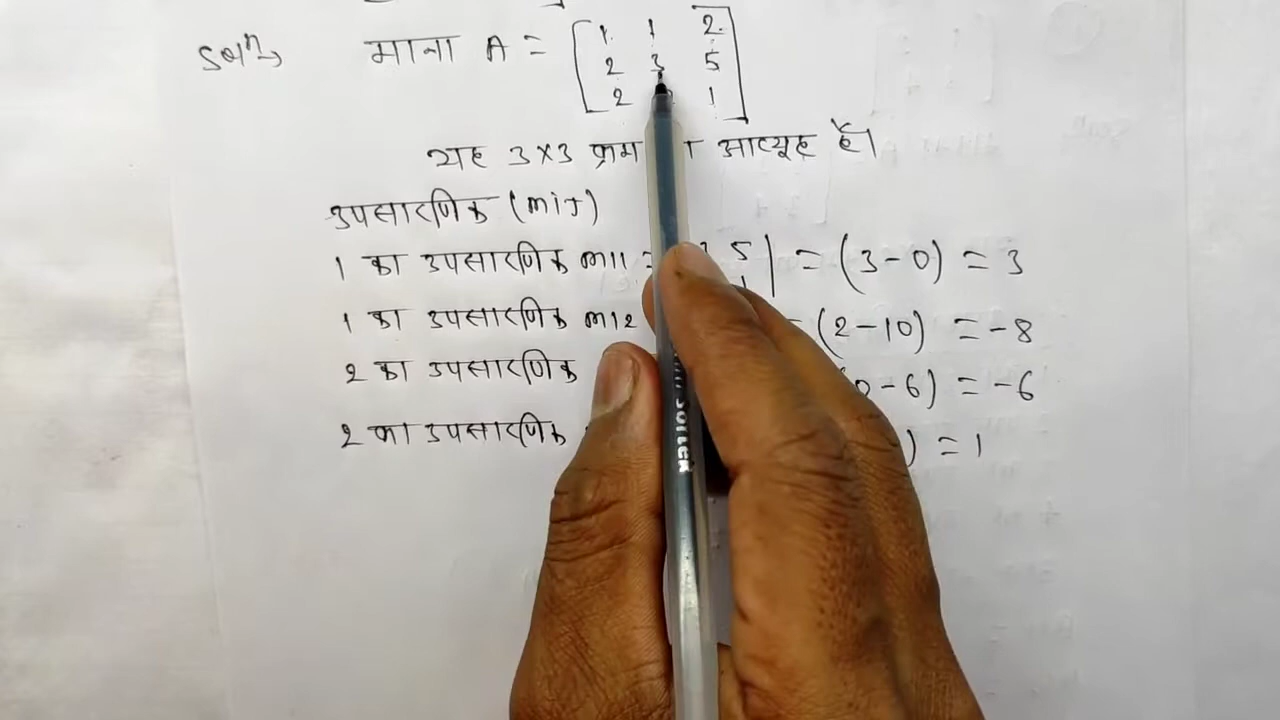 Solⁿ, माना A = [1 1 2
2 3 5
2 1]
यह 3×3 क्रम आव्यूह है।
उपसारणिक (mij)
1 का उपसारणिक m11 = 5 | = (3-0) = 3
1 का उपसारणिक m12 (2-10) = -8
2 का उपसारणिक -6) = -6
2 का उपसारणिक ) = 1
SOLLER